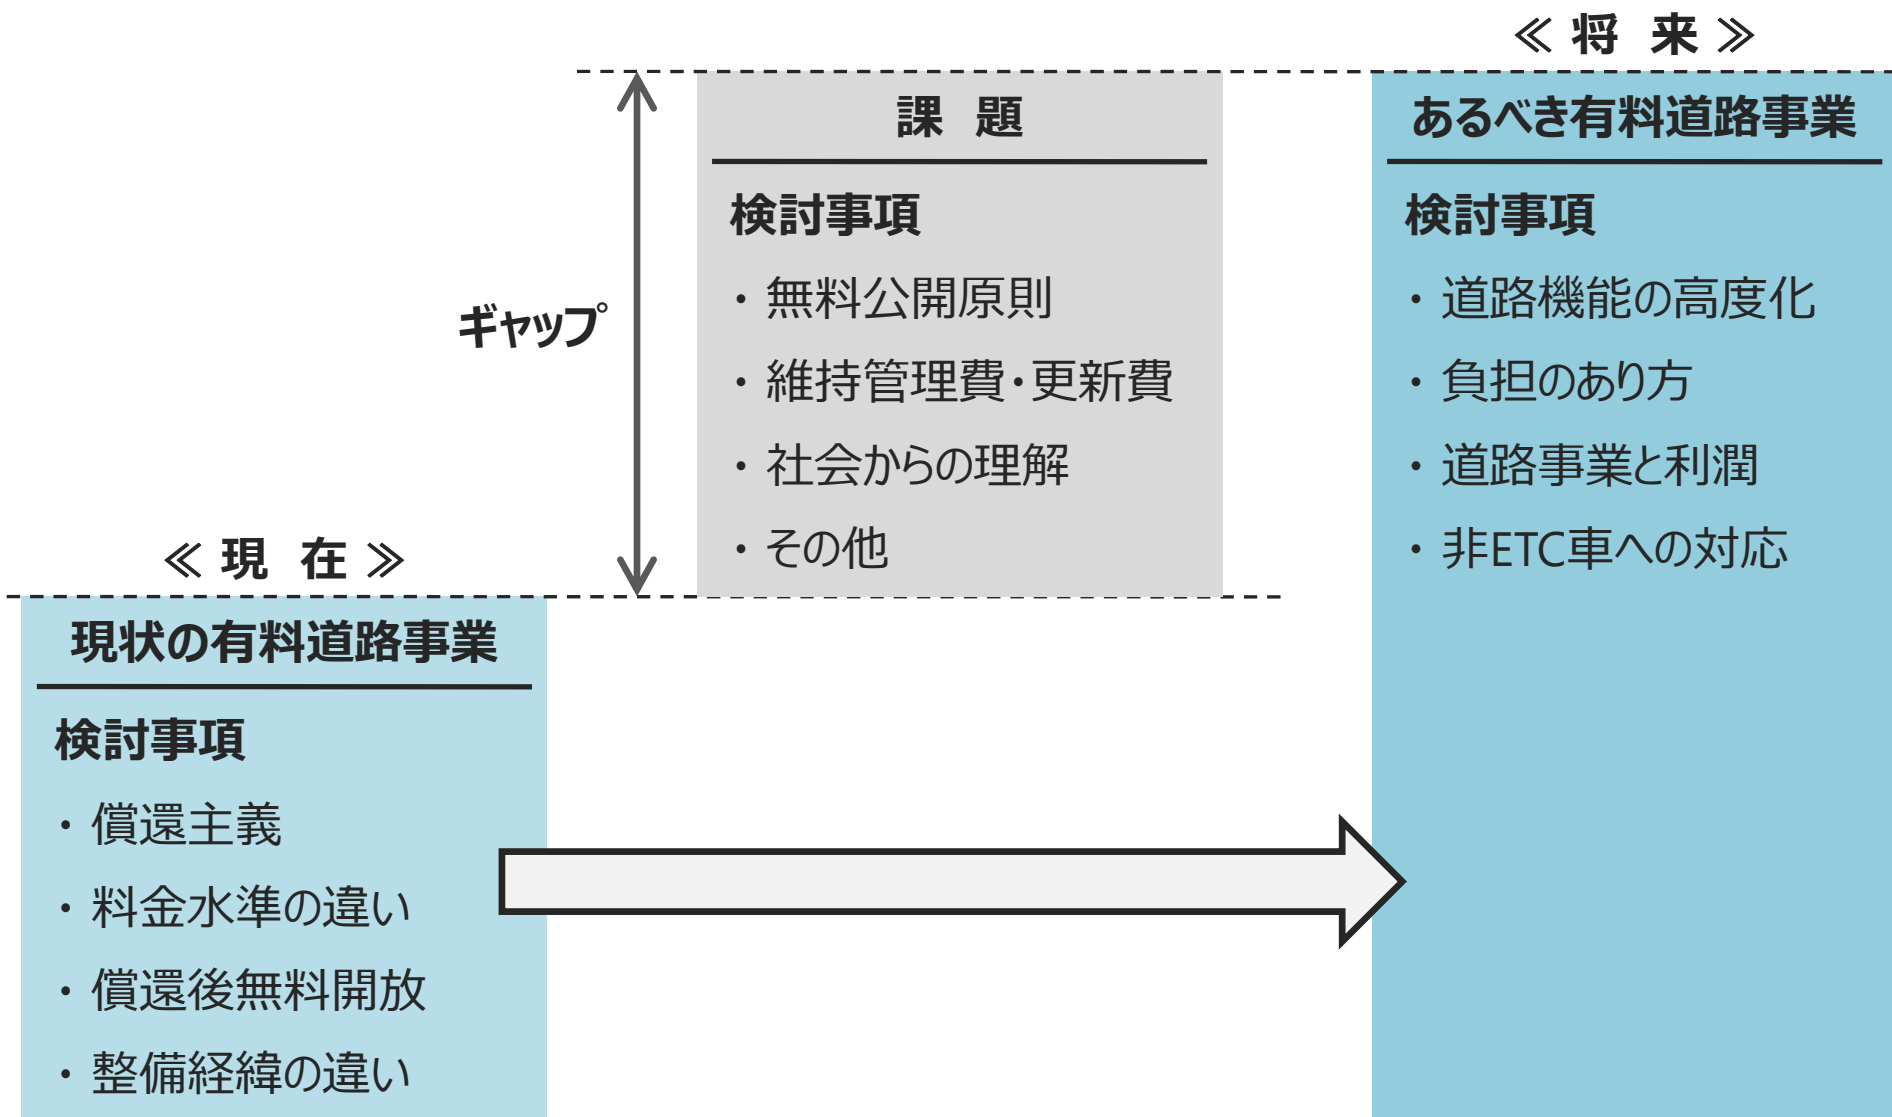 ≪ 将 来 ≫
課 題
検討事項
・ 無料公開原則
・ 維持管理費・更新費
・ 社会からの理解
・ その他
あるべき有料道路事業
検討事項
・ 道路機能の高度化
・ 負担のあり方
・ 道路事業と利潤
・ 非ETC車への対応
ギャップ
≪ 現 在 ≫
現状の有料道路事業
検討事項
・ 償還主義
・ 料金水準の違い
・ 償還後無料開放
・ 整備経緯の違い